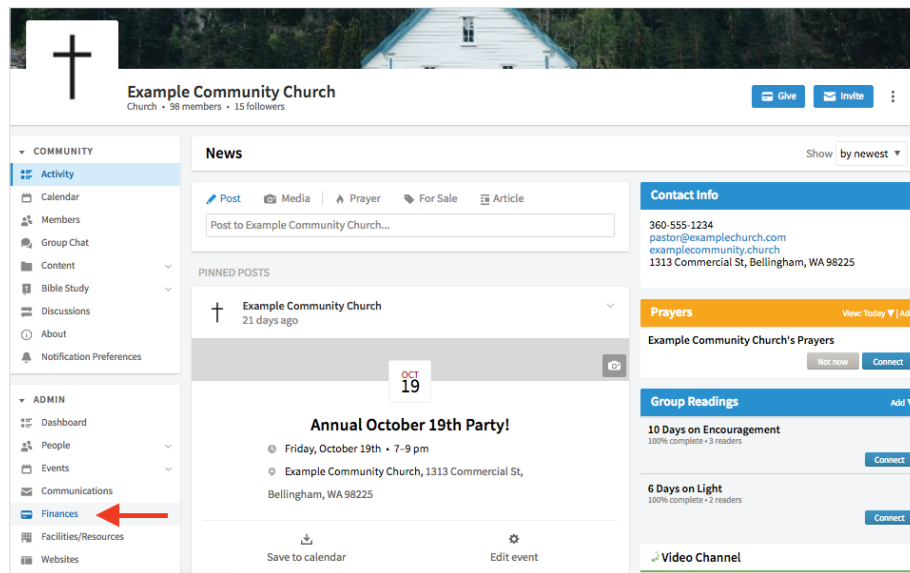 Example Community Church
Church • 98 members • 15 followers
Give
Invite
COMMUNITY
Activity
Calendar
Members
Group Chat
Content
Bible Study
Discussions
About
Notification Preferences
ADMIN
Dashboard
People
Events
Communications
Finances
Facilities/Resources
Websites
News
Show by newest
Post
Media
Prayer
For Sale
Article
Post to Example Community Church...
PINNED POSTS
Example Community Church
21 days ago
OCT
19
Annual October 19th Party!
Friday, October 19th • 7–9 pm
Example Community Church, 1313 Commercial St,
Bellingham, WA 98225
Save to calendar
Edit event
Contact Info
360-555-1234
pastor@examplechurch.com
examplecommunity.church
1313 Commercial St, Bellingham, WA 98225
Prayers
View: Today ▼ | Add
Example Community Church's Prayers
Not now
Connect
Group Readings
Add
10 Days on Encouragement
100% complete • 3 readers
Connect
6 Days on Light
100% complete • 2 readers
Connect
Video Channel